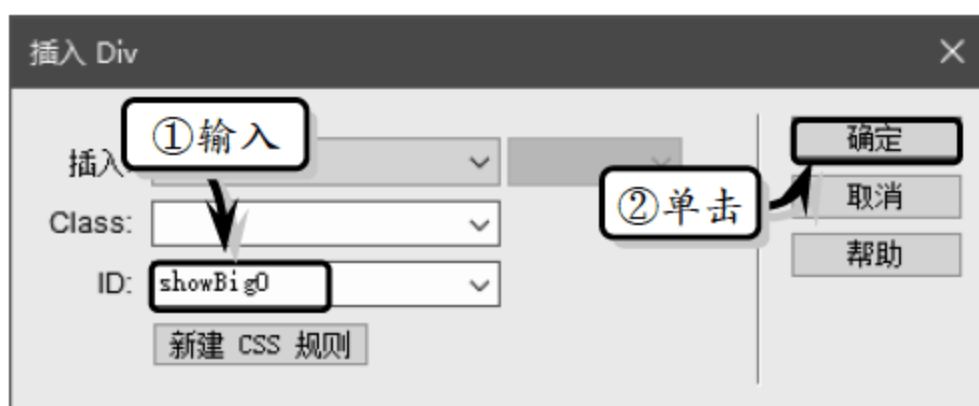 插入 Div
①输入
确定
插入:
②单击
取消
Class:
帮助
ID: showBig0
新建 CSS 规则